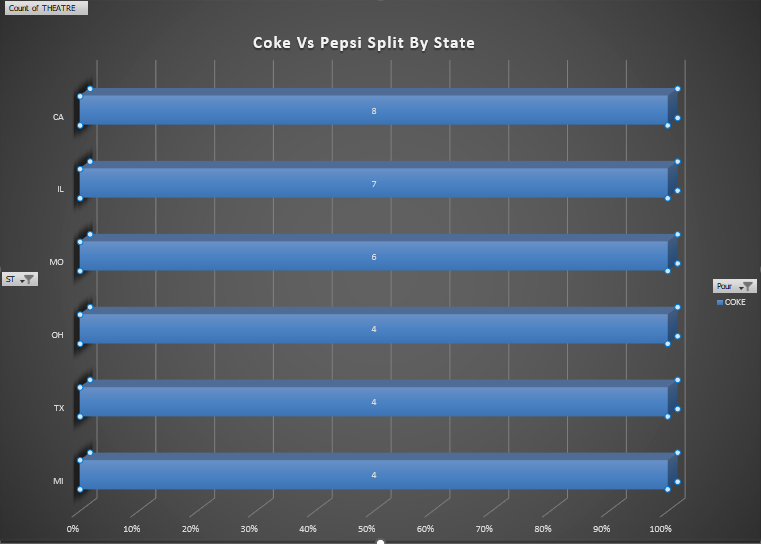 Count of THEATRE
Coke Vs Pepsi Split By State
CA
8
IL
7
MO
6
ST
Pour
COKE
OH
4
TX
4
MI
4
0% 10% 20% 30% 40% 50% 60% 70% 80% 90% 100%